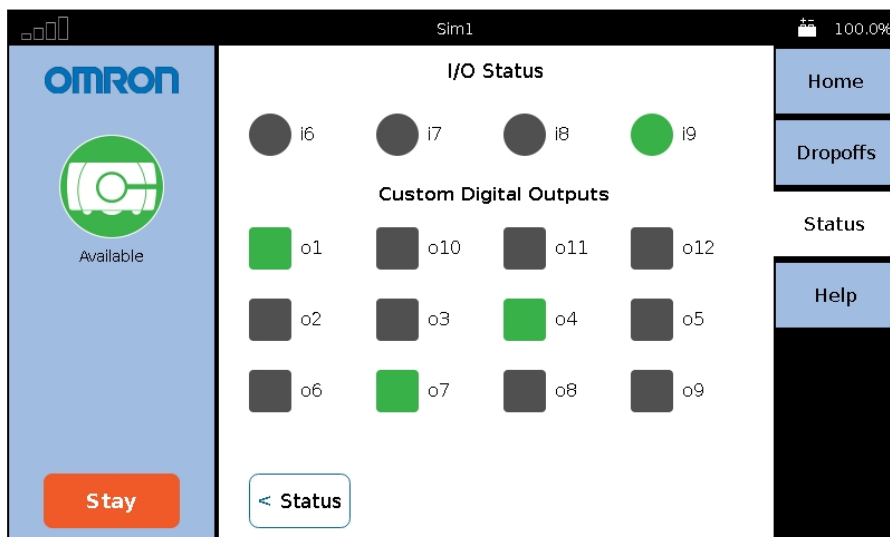 Sim1
100.0%
OMRON
Available
Stay
I/O Status
i6 i7 i8 i9
Custom Digital Outputs
o1 o10 o11 o12
o2 o3 o4 o5
o6 o7 o8 o9
< Status
Home
Dropoffs
Status
Help